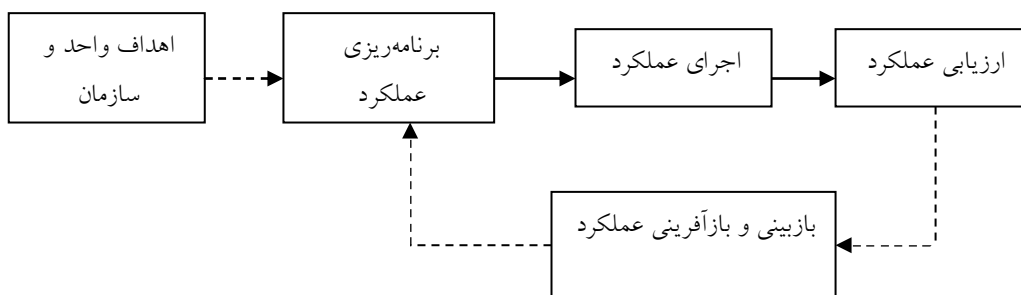 اهداف واحد و
سازمان
برنامه‌ریزی
عملکرد
اجرای عملکرد
ارزیابی عملکرد
بازبینی و بازآفرینی عملکرد